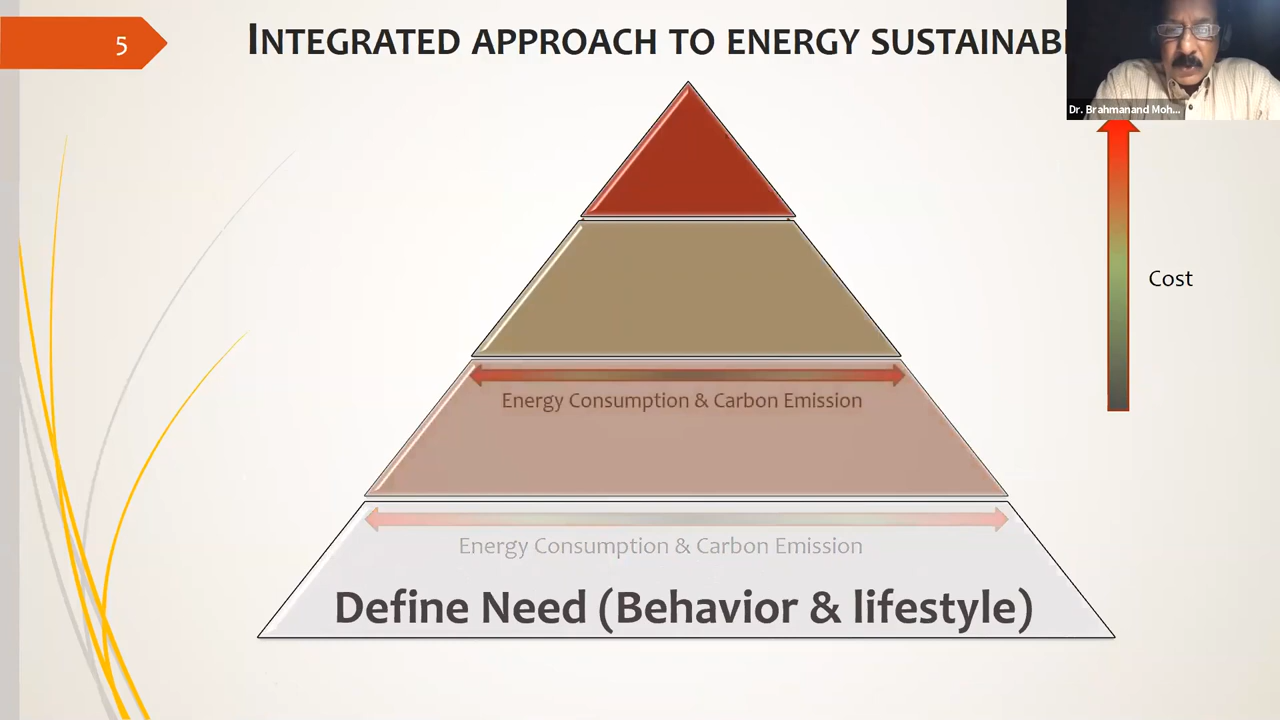 5
INTEGRATED APPROACH TO ENERGY SUSTAINAB
Dr. Brahmanand Moh...
Cost
Energy Consumption & Carbon Emission
Energy Consumption & Carbon Emission
Define Need (Behavior & lifestyle)